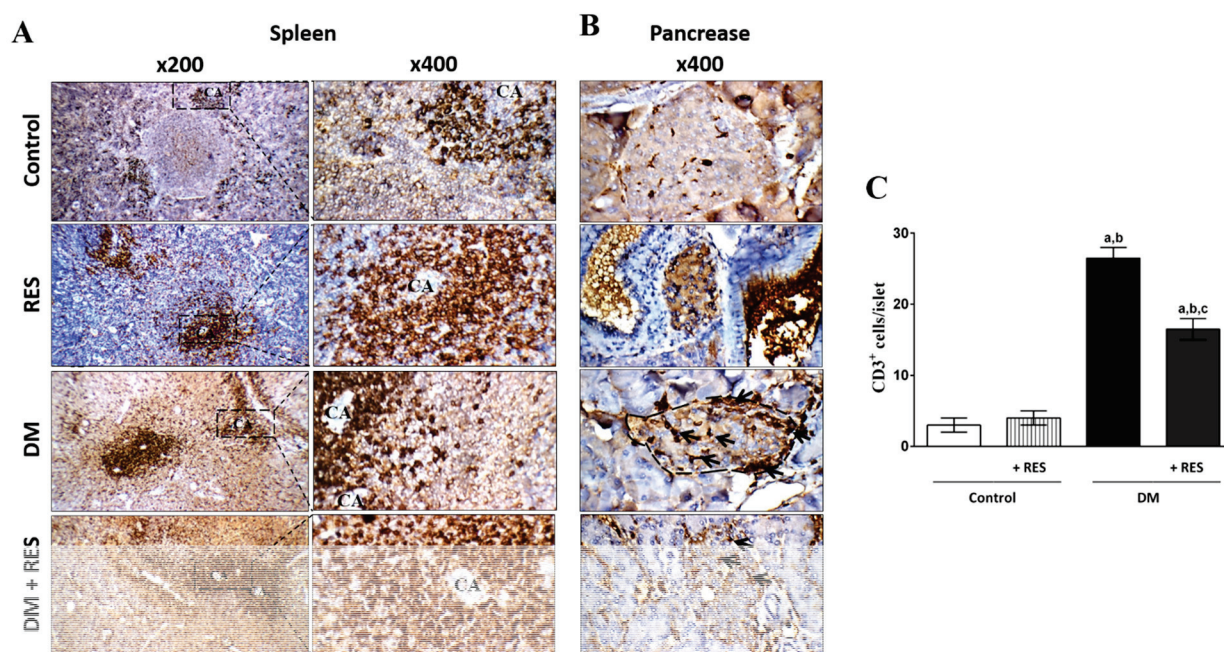 A
Spleen
x200
x400
B
Pancrease
x400
Control
CA
CA
RES
CA
DM
CA
CA
CA
DM + RES
CA
C
CD3+ cells/islet
30
20
10
0
a,b
a,b,c
+ RES
+ RES
Control
DM